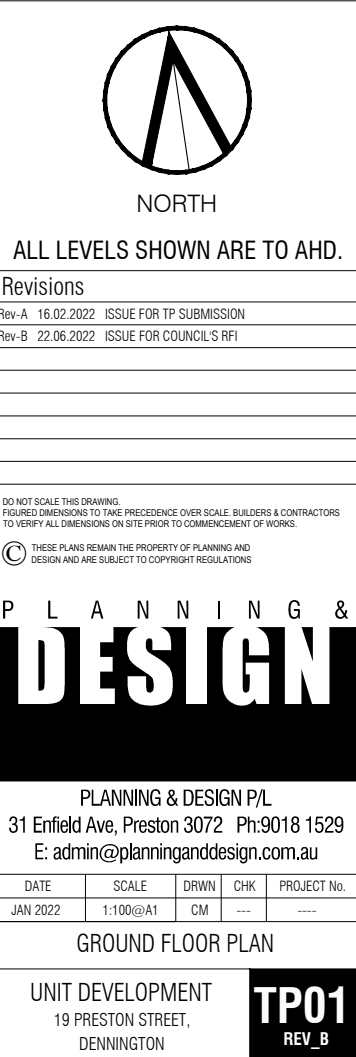 NORTH
ALL LEVELS SHOWN ARE TO AHD.
Revisions
Rev-A 16.02.2022 ISSUE FOR TP SUBMISSION
Rev-B 22.06.2022 ISSUE FOR COUNCIL'S RFI
DO NOT SCALE THIS DRAWING.
FIGURED DIMENSIONS TO TAKE PRECEDENCE OVER SCALE. BUILDERS & CONTRACTORS
TO VERIFY ALL DIMENSIONS ON SITE PRIOR TO COMMENCEMENT OF WORKS.
© THESE PLANS REMAIN THE PROPERTY OF PLANNING AND
DESIGN AND ARE SUBJECT TO COPYRIGHT REGULATIONS
PLANNING &
DESIGN
PLANNING & DESIGN P/L
31 Enfield Ave, Preston 3072 Ph:9018 1529
E: admin@planninganddesign.com.au
DATE SCALE DRWN CHK PROJECT No.
JAN 2022 1:100@A1 CM --- ----
GROUND FLOOR PLAN
UNIT DEVELOPMENT
19 PRESTON STREET,
DENNINGTON
TP01
REV_B